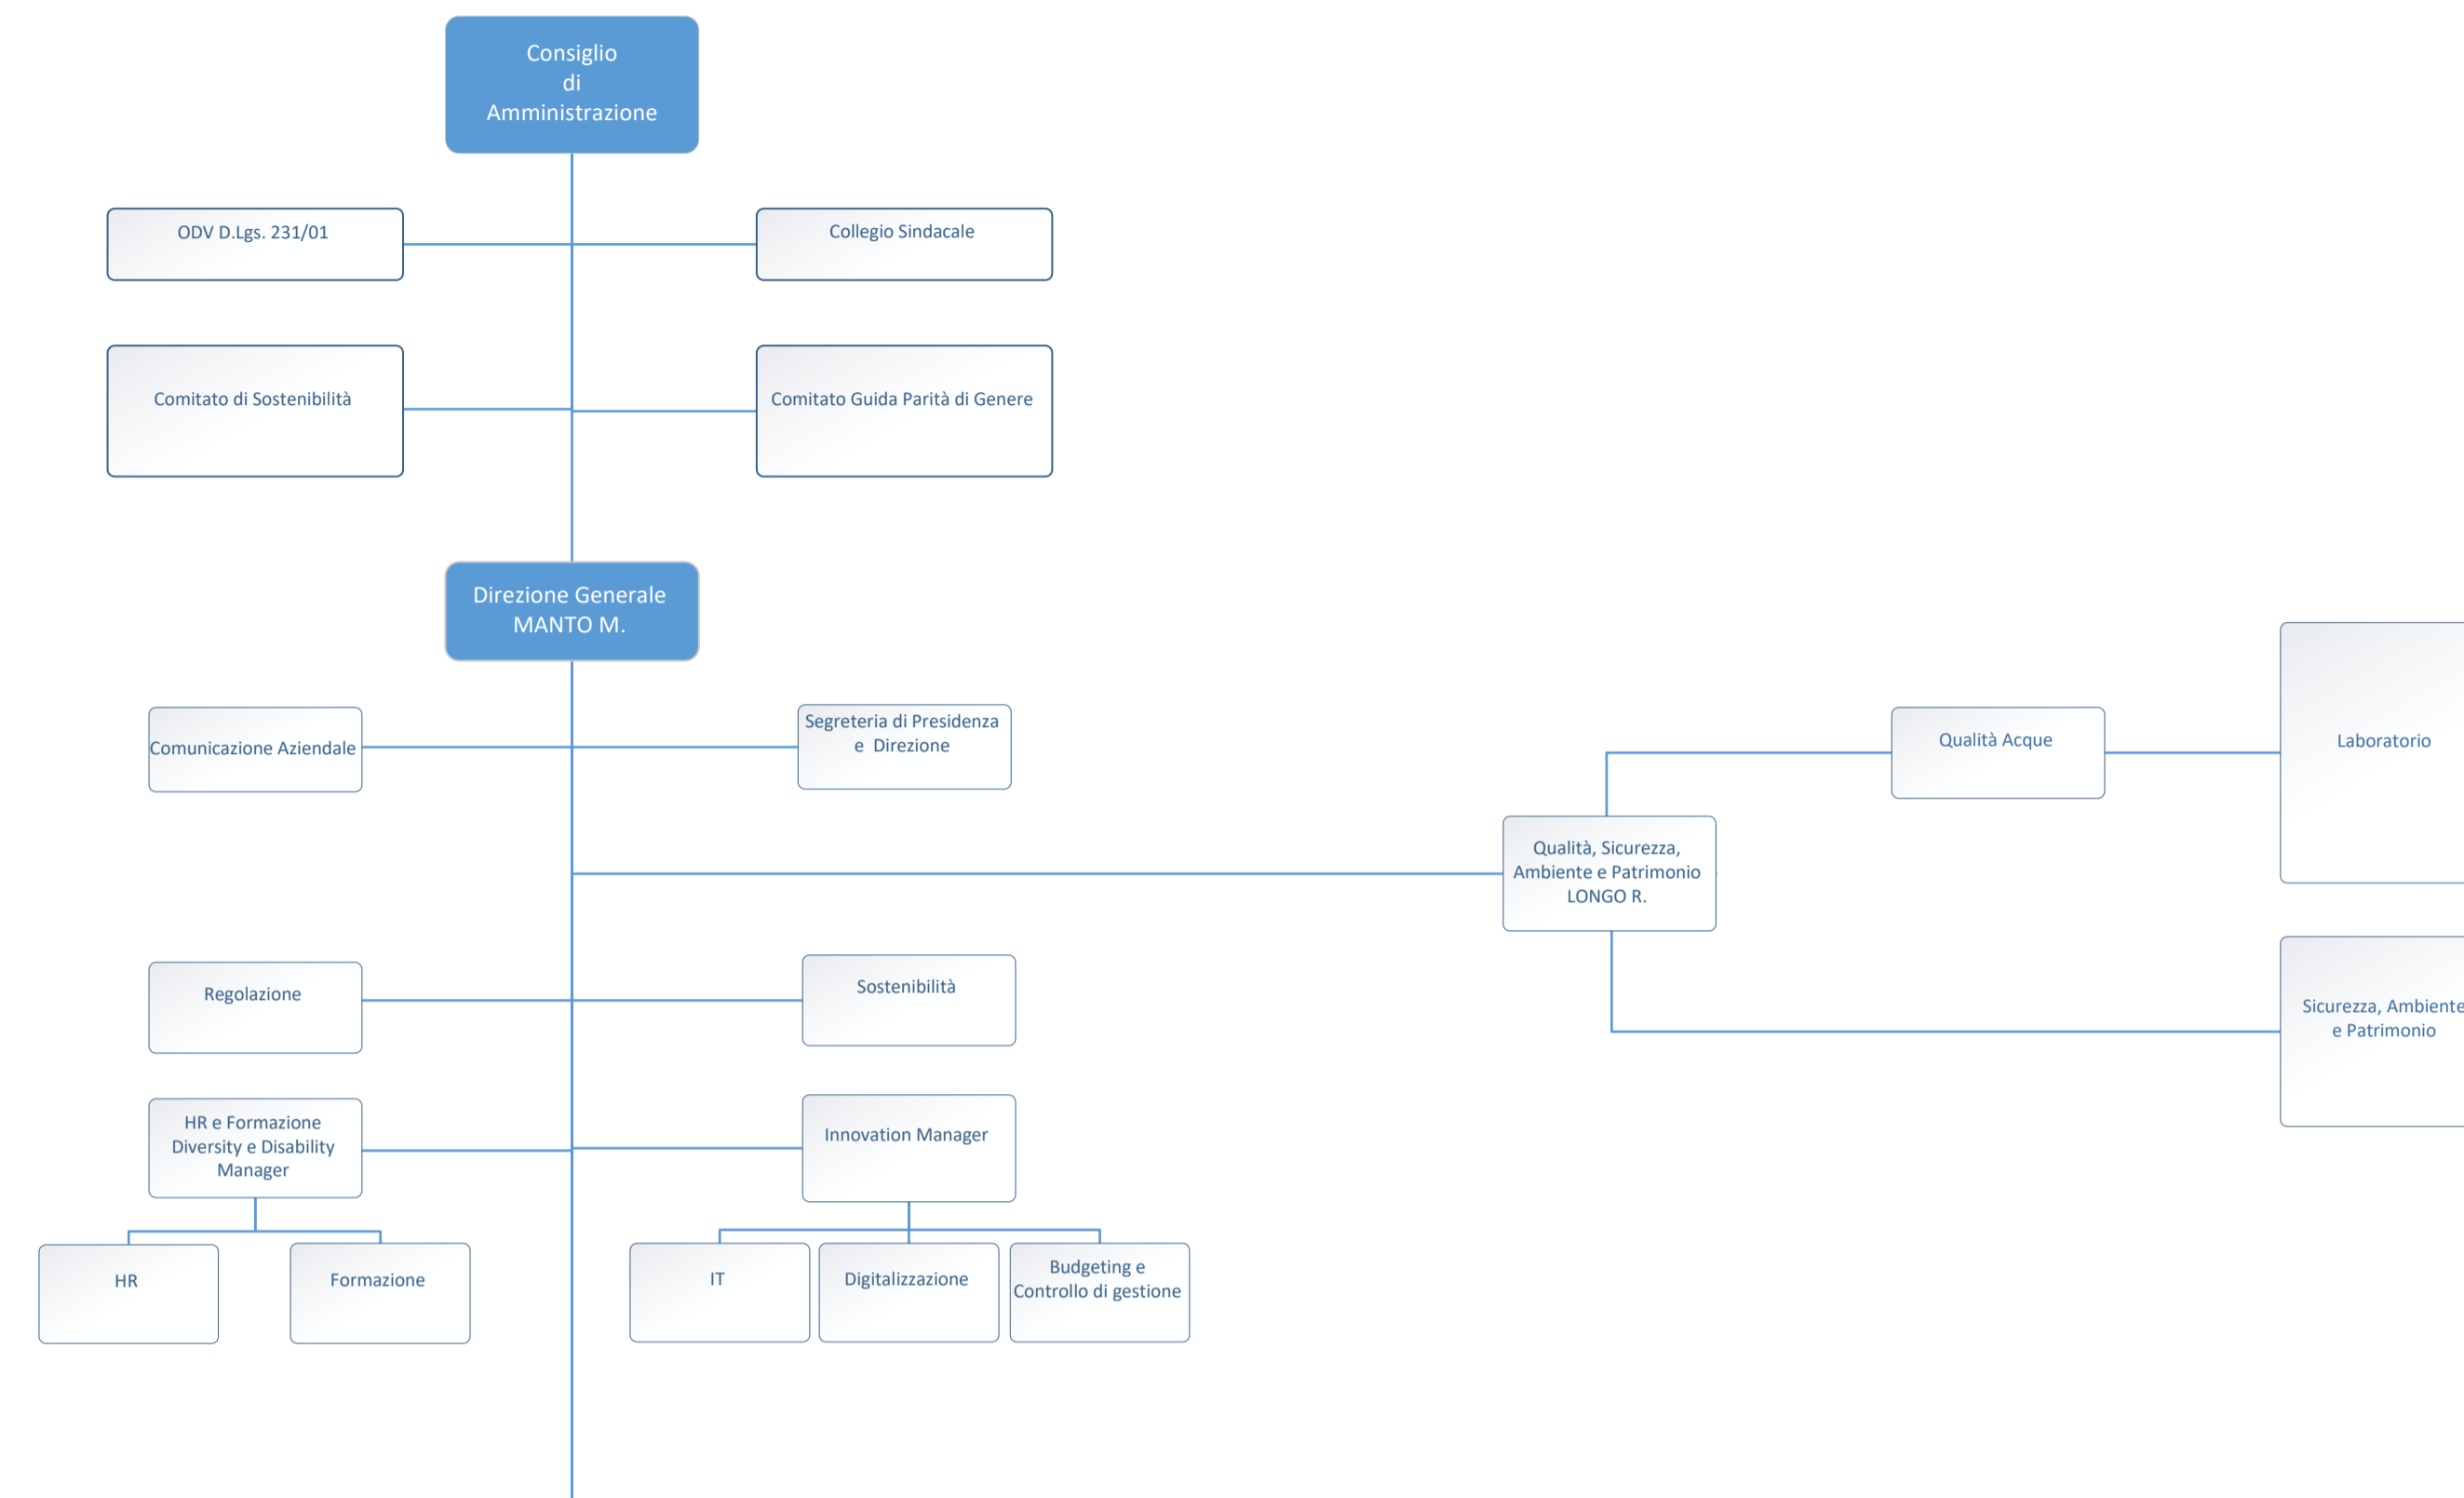 Consiglio
di
Amministrazione
ODV D.Lgs. 231/01
Collegio Sindacale
Comitato di Sostenibilità
Comitato Guida Parità di Genere
Direzione Generale
MANTO M.
Comunicazione Aziendale
Segreteria di Presidenza
e Direzione
Qualità Acque
Laboratorio
Qualità, Sicurezza,
Ambiente e Patrimonio
LONGO R.
Regolazione
Sostenibilità
Sicurezza, Ambiente
e Patrimonio
HR e Formazione
Diversity e Disability
Manager
Innovation Manager
HR
Formazione
IT
Digitalizzazione
Budgeting e
Controllo di gestione